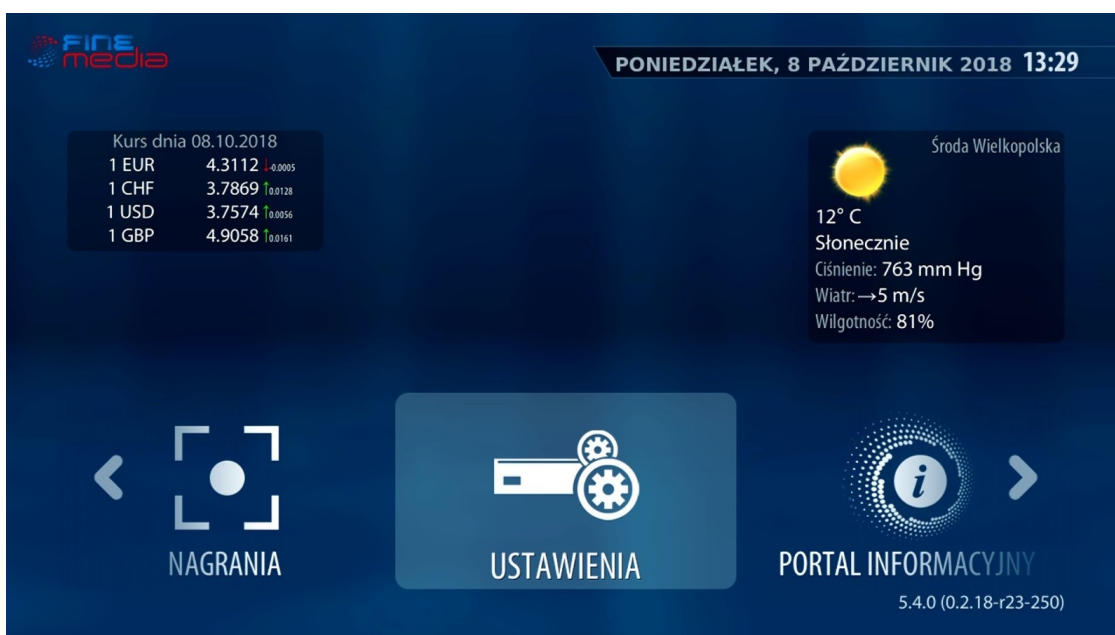 FINE
media
PONIEDZIAŁEK, 8 PAŹDZIERNIK 2018 13:29
Kurs dnia 08.10.2018
1 EUR 4.3112 ↓-0.0005
1 CHF 3.7869 ↑0.0128
1 USD 3.7574 ↑0.0056
1 GBP 4.9058 ↑0.0161
Środa Wielkopolska
12° C
Słonecznie
Ciśnienie: 763 mm Hg
Wiatr: →5 m/s
Wilgotność: 81%
NAGRANIA
USTAWIENIA
PORTAL INFORMACYJNY
5.4.0 (0.2.18-r23-250)